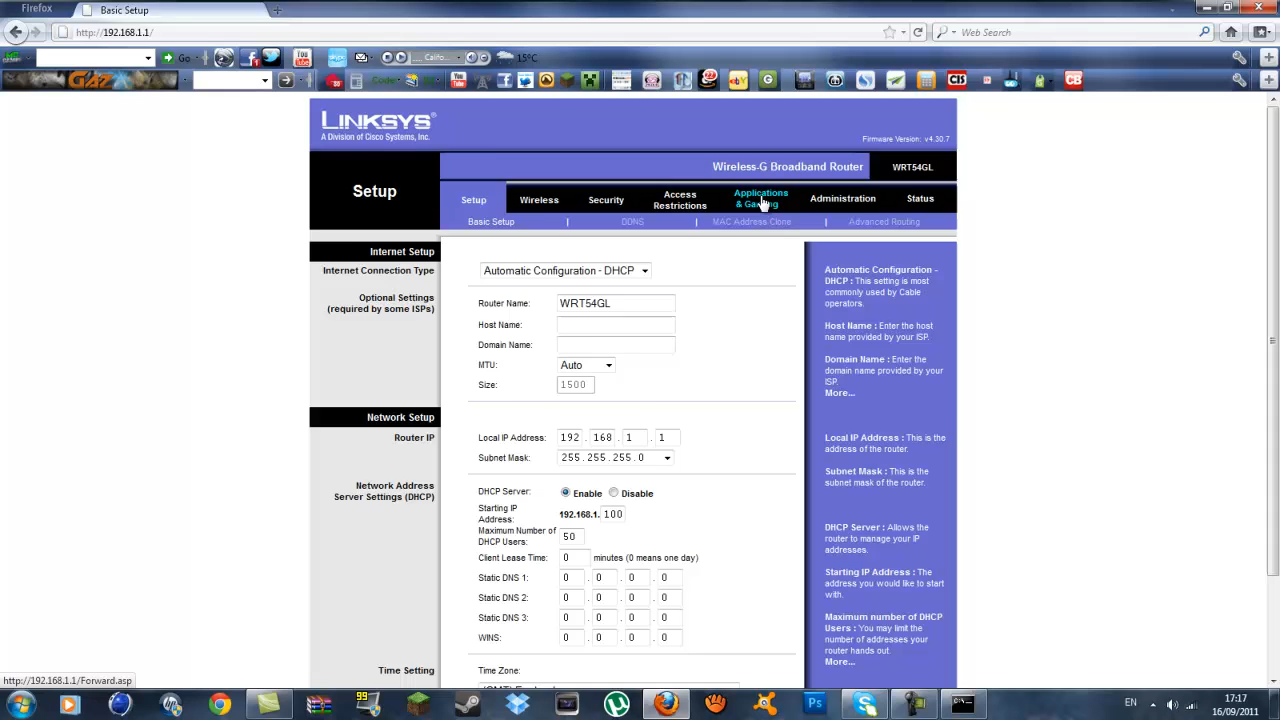 Firefox
Basic Setup
http://192.168.1.1/
Web Search
Go
Califo...
15°C
LINKSYS®
A Division of Cisco Systems, Inc.
Firmware Version: v4.30.7
Wireless-G Broadband Router
WRT54GL
Setup
Setup
Wireless
Security
Access
Restrictions
Applications
& Gaming
Administration
Status
Basic Setup | DDNS | MAC Address Clone | Advanced Routing
Internet Setup
Internet Connection Type
Automatic Configuration - DHCP
Optional Settings
(required by some ISPs)
Router Name: WRT54GL
Host Name:
Domain Name:
MTU: Auto
Size: 1500
Network Setup
Router IP
Local IP Address: 192 . 168 . 1 . 1
Subnet Mask: 255.255.255.0
Network Address
Server Settings (DHCP)
DHCP Server: Enable Disable
Starting IP
Address: 192.168.1. 100
Maximum Number of
DHCP Users: 50
Client Lease Time: 0 minutes (0 means one day)
Static DNS 1: 0 . 0 . 0 . 0
Static DNS 2: 0 . 0 . 0 . 0
Static DNS 3: 0 . 0 . 0 . 0
WINS: 0 . 0 . 0 . 0
Time Setting
Time Zone:
Automatic Configuration -
DHCP : This setting is most
commonly used by Cable
operators.
Host Name : Enter the host
name provided by your ISP.
Domain Name : Enter the
domain name provided by your
ISP.
More...
Local IP Address : This is the
address of the router.
Subnet Mask : This is the
subnet mask of the router.
DHCP Server : Allows the
router to manage your IP
addresses.
Starting IP Address : The
address you would like to start
with.
Maximum number of DHCP
Users : You may limit the
number of addresses your
router hands out.
More...
http://192.168.1.1/Forward.asp
EN
17:17
16/09/2011